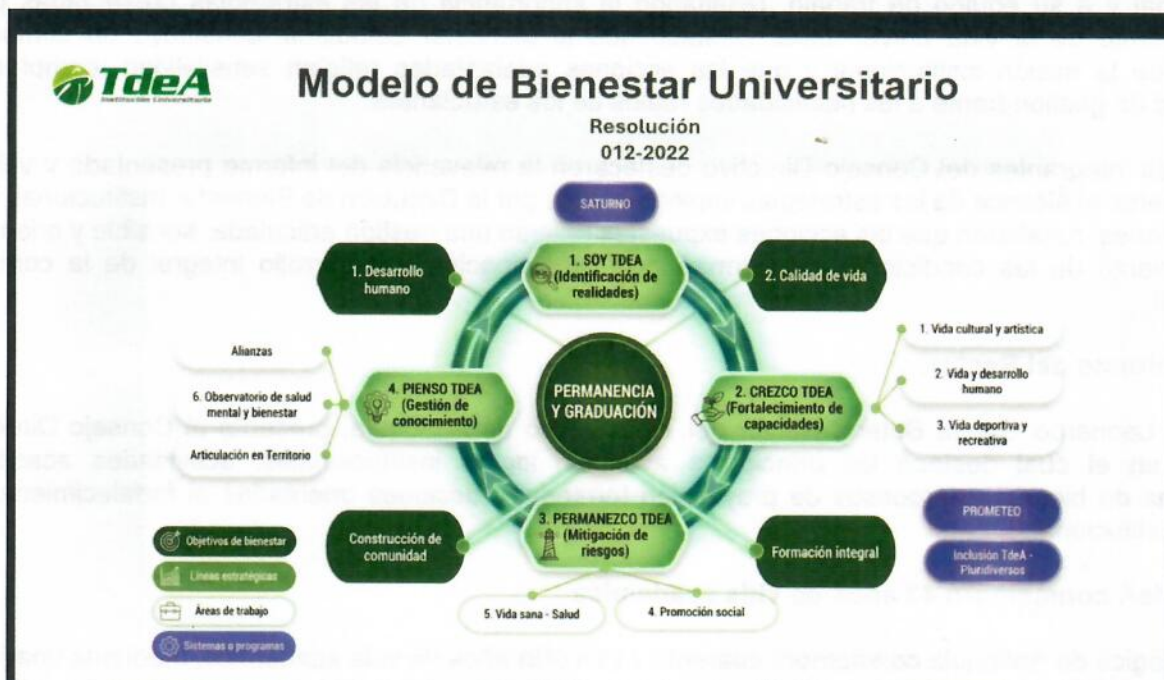 TdeA
Institución Universitaria
Modelo de Bienestar Universitario
Resolución
012-2022
SATURNO
1. Desarrollo
humano
1. SOY TDEA
(Identificación de
realidades)
2. Calidad de vida
Alianzas
6. Observatorio de salud
mental y bienestar
Articulación en Territorio
4. PIENSO TDEA
(Gestión de
conocimiento)
PERMANENCIA
Y GRADUACIÓN
2. CREZCO TDEA
(Fortalecimiento de
capacidades)
1. Vida cultural y artística
2. Vida y desarrollo
humano
3. Vida deportiva y
recreativa
Construcción de
comunidad
3. PERMANEZCO TDEA
(Mitigación de
riesgos)
Formación integral
PROMETEO
Inclusión TdeA -
Pluridiversos
5. Vida sana - Salud
4. Promoción social
Objetivos de bienestar
Líneas estratégicas
Áreas de trabajo
Sistemas o programas